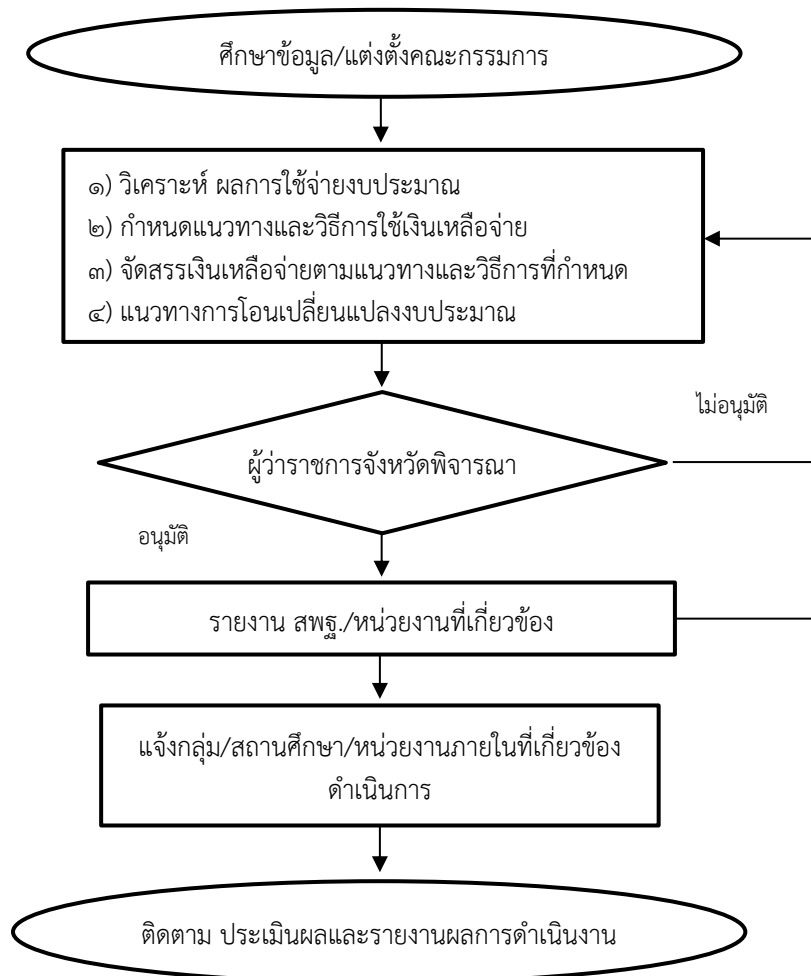 ศึกษาข้อมูล/แต่งตั้งคณะกรรมการ
๑) วิเคราะห์ ผลการใช้จ่ายงบประมาณ
๒) กำหนดแนวทางและวิธีการใช้เงินเหลือจ่าย
๓) จัดสรรเงินเหลือจ่ายตามแนวทางและวิธีการที่กำหนด
๔) แนวทางการโอนเปลี่ยนแปลงงบประมาณ
ไม่อนุมัติ
ผู้ว่าราชการจังหวัดพิจารณา
อนุมัติ
รายงาน สพฐ./หน่วยงานที่เกี่ยวข้อง
แจ้งกลุ่ม/สถานศึกษา/หน่วยงานภายในที่เกี่ยวข้อง
ดำเนินการ
ติดตาม ประเมินผลและรายงานผลการดำเนินงาน